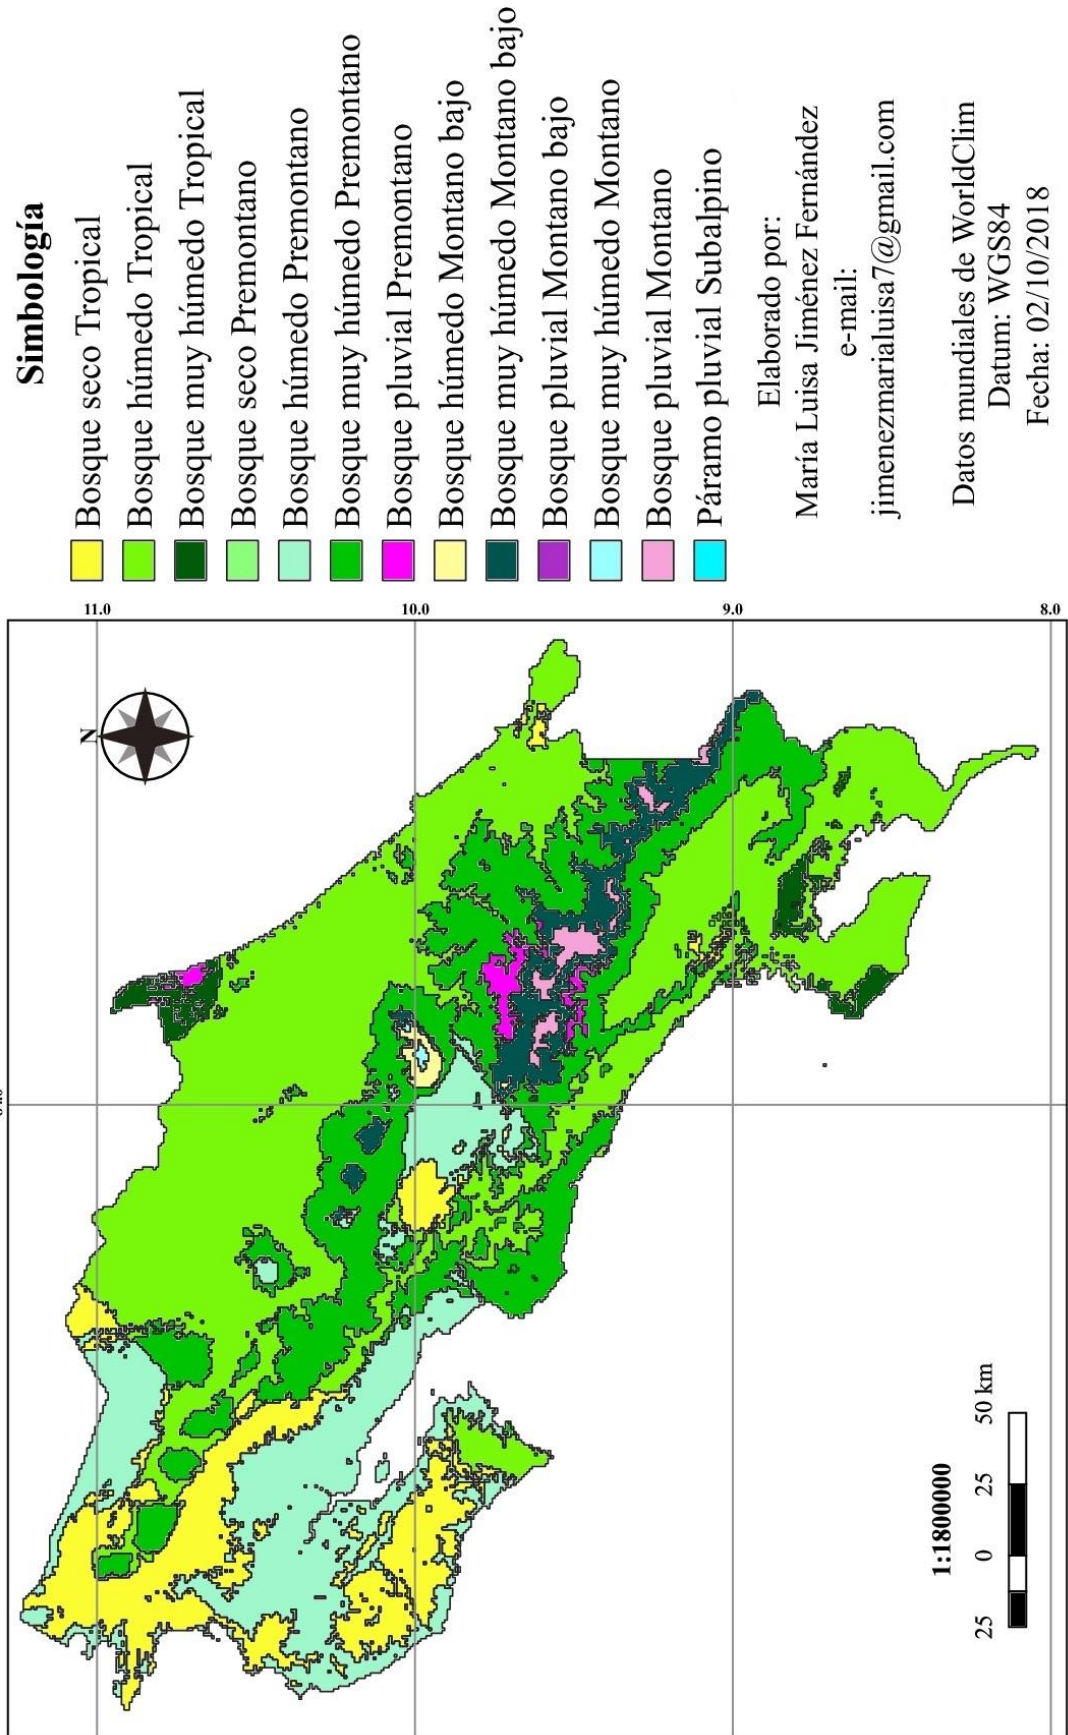 Simbología
Bosque seco Tropical
Bosque húmedo Tropical
Bosque muy húmedo Tropical
Bosque seco Premontano
Bosque húmedo Premontano
Bosque muy húmedo Premontano
Bosque pluvial Premontano
Bosque húmedo Montano bajo
Bosque muy húmedo Montano bajo
Bosque pluvial Montano bajo
Bosque muy húmedo Montano
Bosque pluvial Montano
Páramo pluvial Subalpino
Elaborado por:
María Luisa Jinénez Fernández
e-mail:
jimenezmarialuisa7@gmail.com
Datos mundiales de WorldClim
Datum: WGS84
Fecha: 02/10/2018
11.0
10.0
9.0
8.0
N
1:1800000
25 0 25 50 km